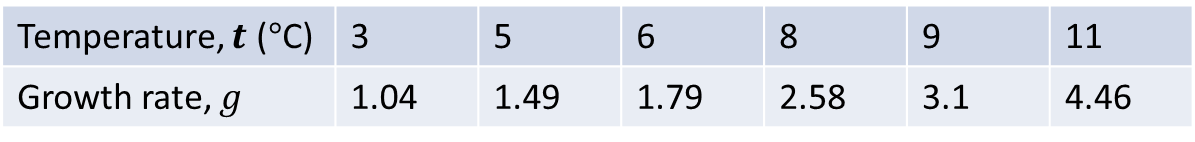 Temperature, t (°C) 3 5 6 8 9 11
Growth rate, g 1.04 1.49 1.79 2.58 3.1 4.46